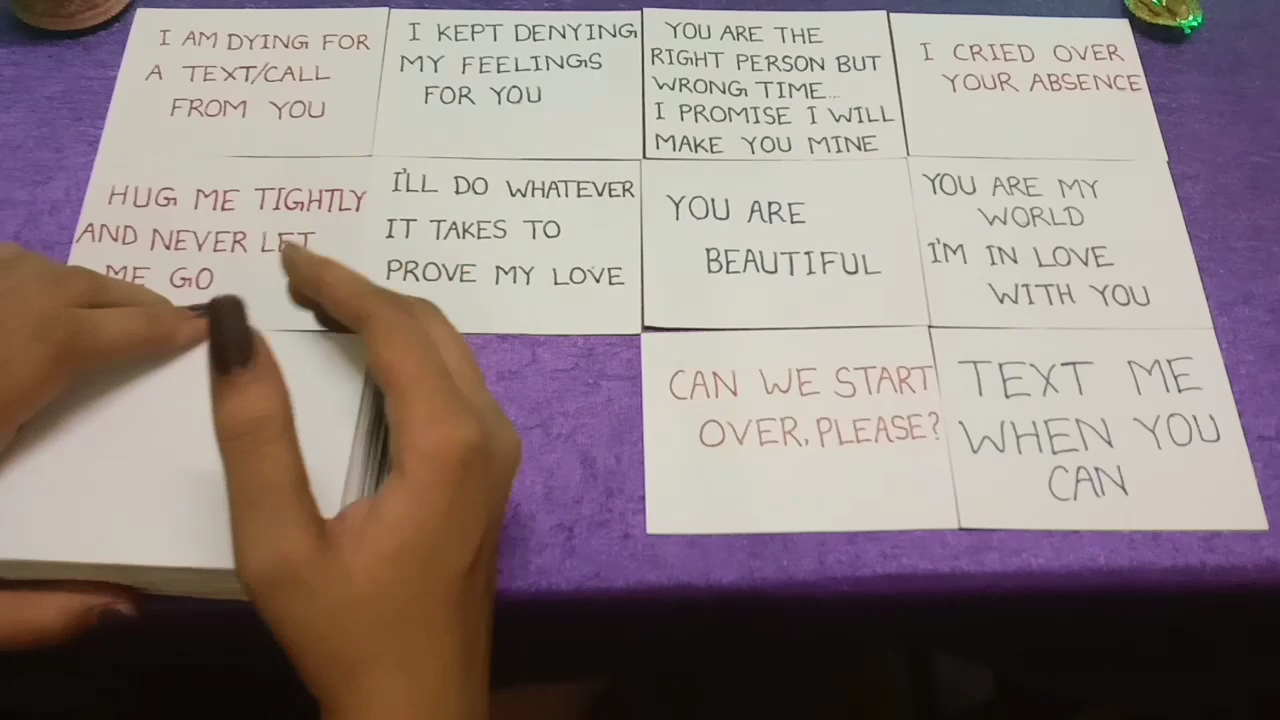 I AM DYING FOR
A TEXT/CALL
FROM YOU
I KEPT DENYING
MY FEELINGS
FOR YOU
YOU ARE THE
RIGHT PERSON BUT
WRONG TIME...
I PROMISE I WILL
MAKE YOU MINE
I CRIED OVER
YOUR ABSENCE
HUG ME TIGHTLY
AND NEVER LET
ME GO
I'LL DO WHATEVER
IT TAKES TO
PROVE MY LOVE
YOU ARE
BEAUTIFUL
YOU ARE MY
WORLD
I'M IN LOVE
WITH YOU
CAN WE START
OVER, PLEASE?
TEXT ME
WHEN YOU
CAN